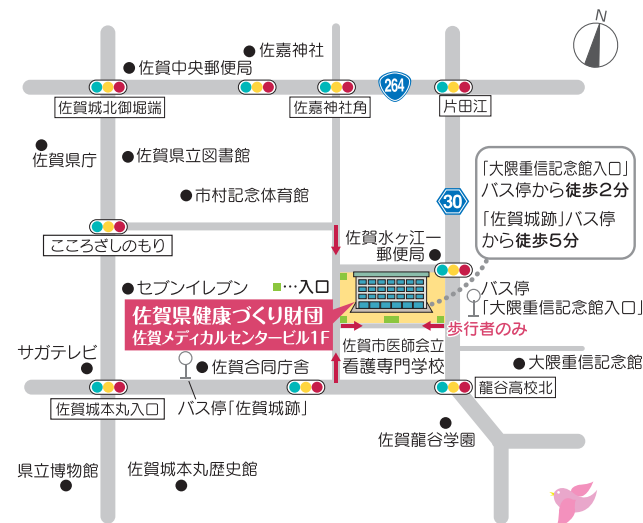 N
佐嘉神社
佐賀中央郵便局
264
佐賀城北御堀端
佐嘉神社角
片田江
佐賀県庁
佐賀県立図書館
「大隈重信記念館入口」
バス停から徒歩2分
「佐賀城跡」バス停
から徒歩5分
市村記念体育館
30
こころざしのもり
佐賀水ヶ江一
郵便局
セブンイレブン
…入口
バス停
「大隈重信記念館入口」
佐賀県健康づくり財団
佐賀メディカルセンタービル1F
歩行者のみ
佐賀市医師会立
看護専門学校
サガテレビ
佐賀合同庁舎
大隈重信記念館
佐賀城本丸入口
バス停「佐賀城跡」
龍谷高校北
佐賀龍谷学園
県立博物館
佐賀城本丸歴史館